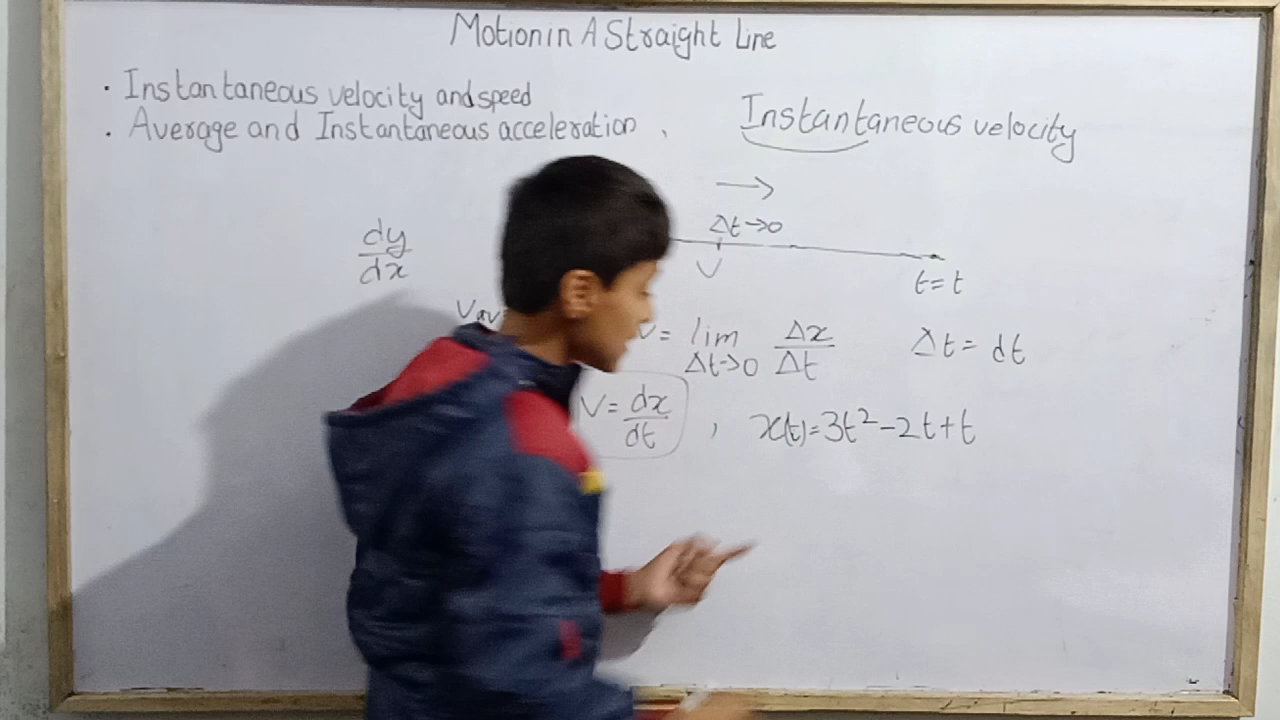 Motion in A Straight Line
· Instantaneous velocity and speed
· Average and Instantaneous acceleration ,
Instantaneous velocity
Δt→0
dy/dx
V
t=t
Vav
V= lim Δt→0 Δx/Δt
Δt= dt
V= dx/dt , x(t)=3t²-2t+t